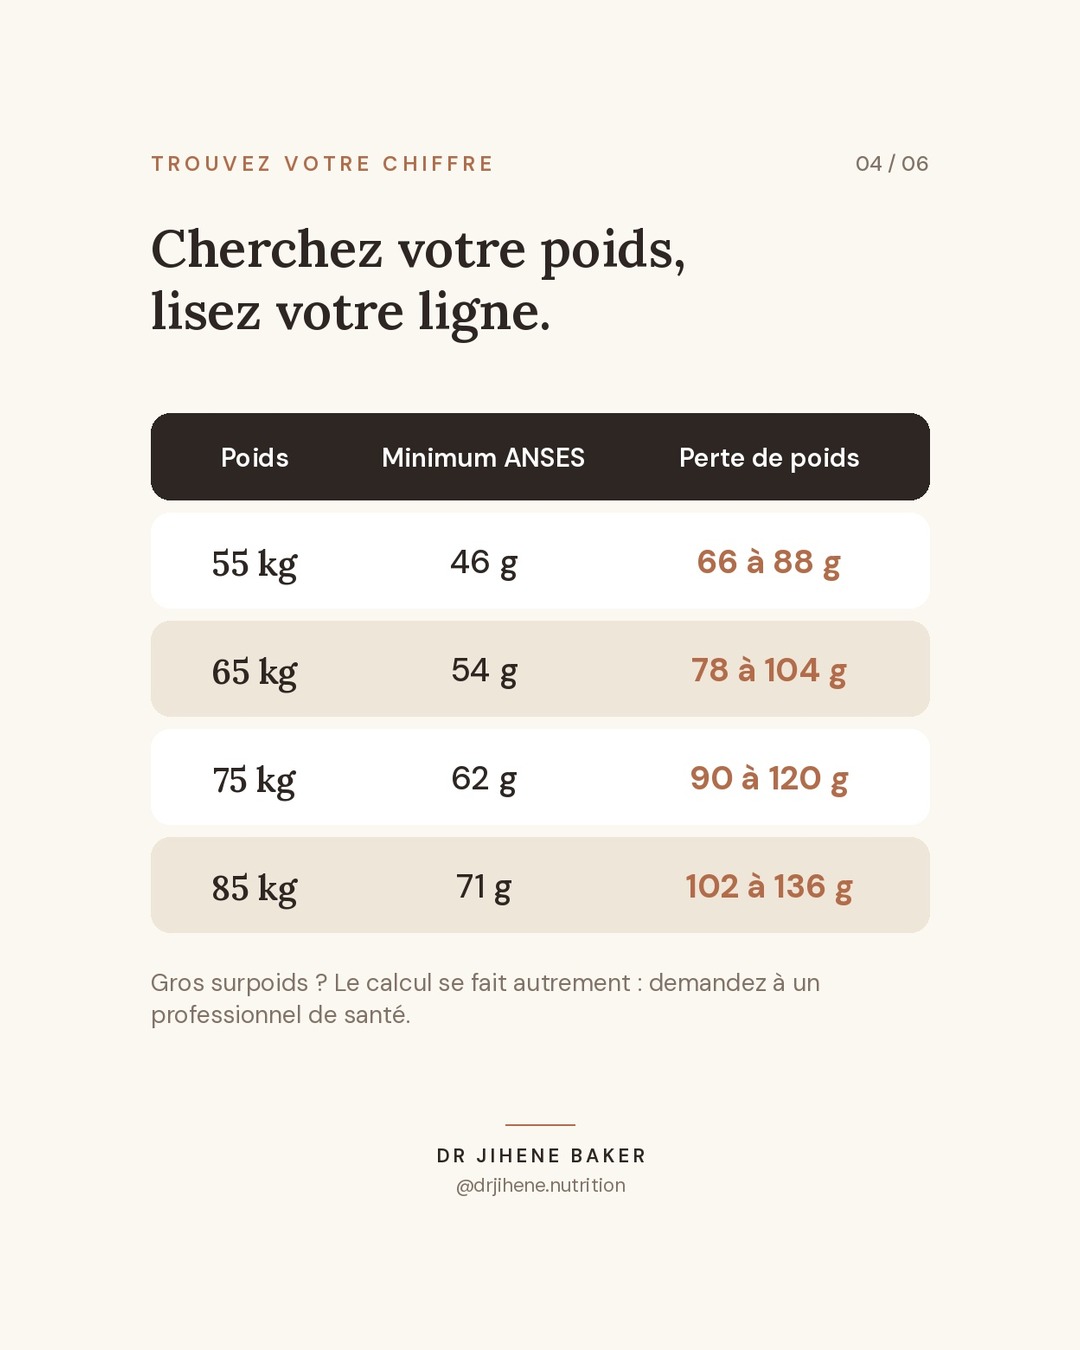 TROUVEZ VOTRE CHIFFRE 04 / 06
Cherchez votre poids,
lisez votre ligne.
Poids Minimum ANSES Perte de poids
55 kg 46 g 66 à 88 g
65 kg 54 g 78 à 104 g
75 kg 62 g 90 à 120 g
85 kg 71 g 102 à 136 g
Gros surpoids ? Le calcul se fait autrement : demandez à un
professionnel de santé.
DR JIHENE BAKER
@drjihene.nutrition